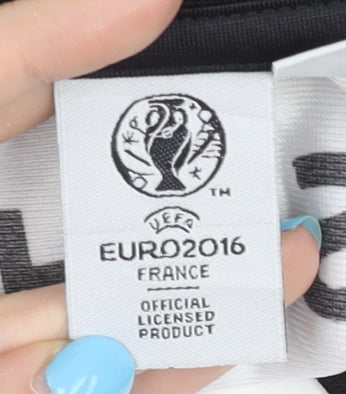 TM
UEFA
EURO2016
FRANCE
OFFICIAL
LICENSED
PRODUCT